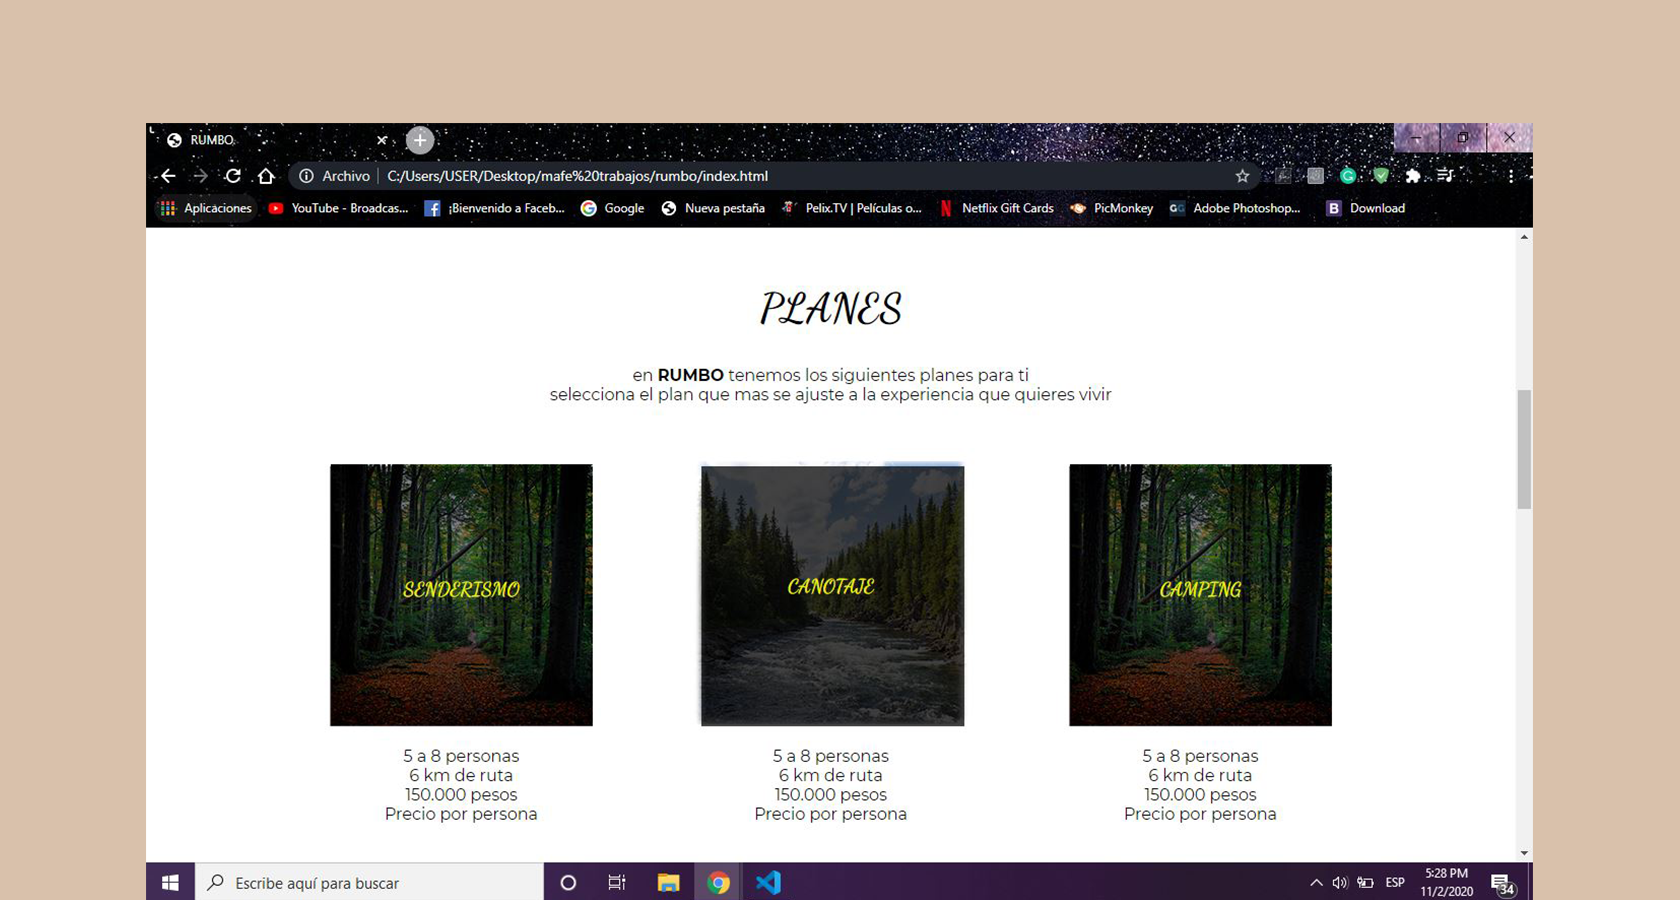 RUMBO
Archivo
C:/Users/USER/Desktop/mafe%20trabajos/rumbo/index.html
Aplicaciones
YouTube - Broadcas...
¡Bienvenido a Faceb...
Google
Nueva pestaña
Pelix.TV | Películas o...
Netflix Gift Cards
PicMonkey
Adobe Photoshop...
Download
PLANES
en RUMBO tenemos los siguientes planes para ti
selecciona el plan que mas se ajuste a la experiencia que quieres vivir
SENDERISMO
5 a 8 personas
6 km de ruta
150.000 pesos
Precio por persona
CANOTAJE
5 a 8 personas
6 km de ruta
150.000 pesos
Precio por persona
CAMPING
5 a 8 personas
6 km de ruta
150.000 pesos
Precio por persona
Escribe aquí para buscar
ESP
5:28 PM
11/2/2020
34